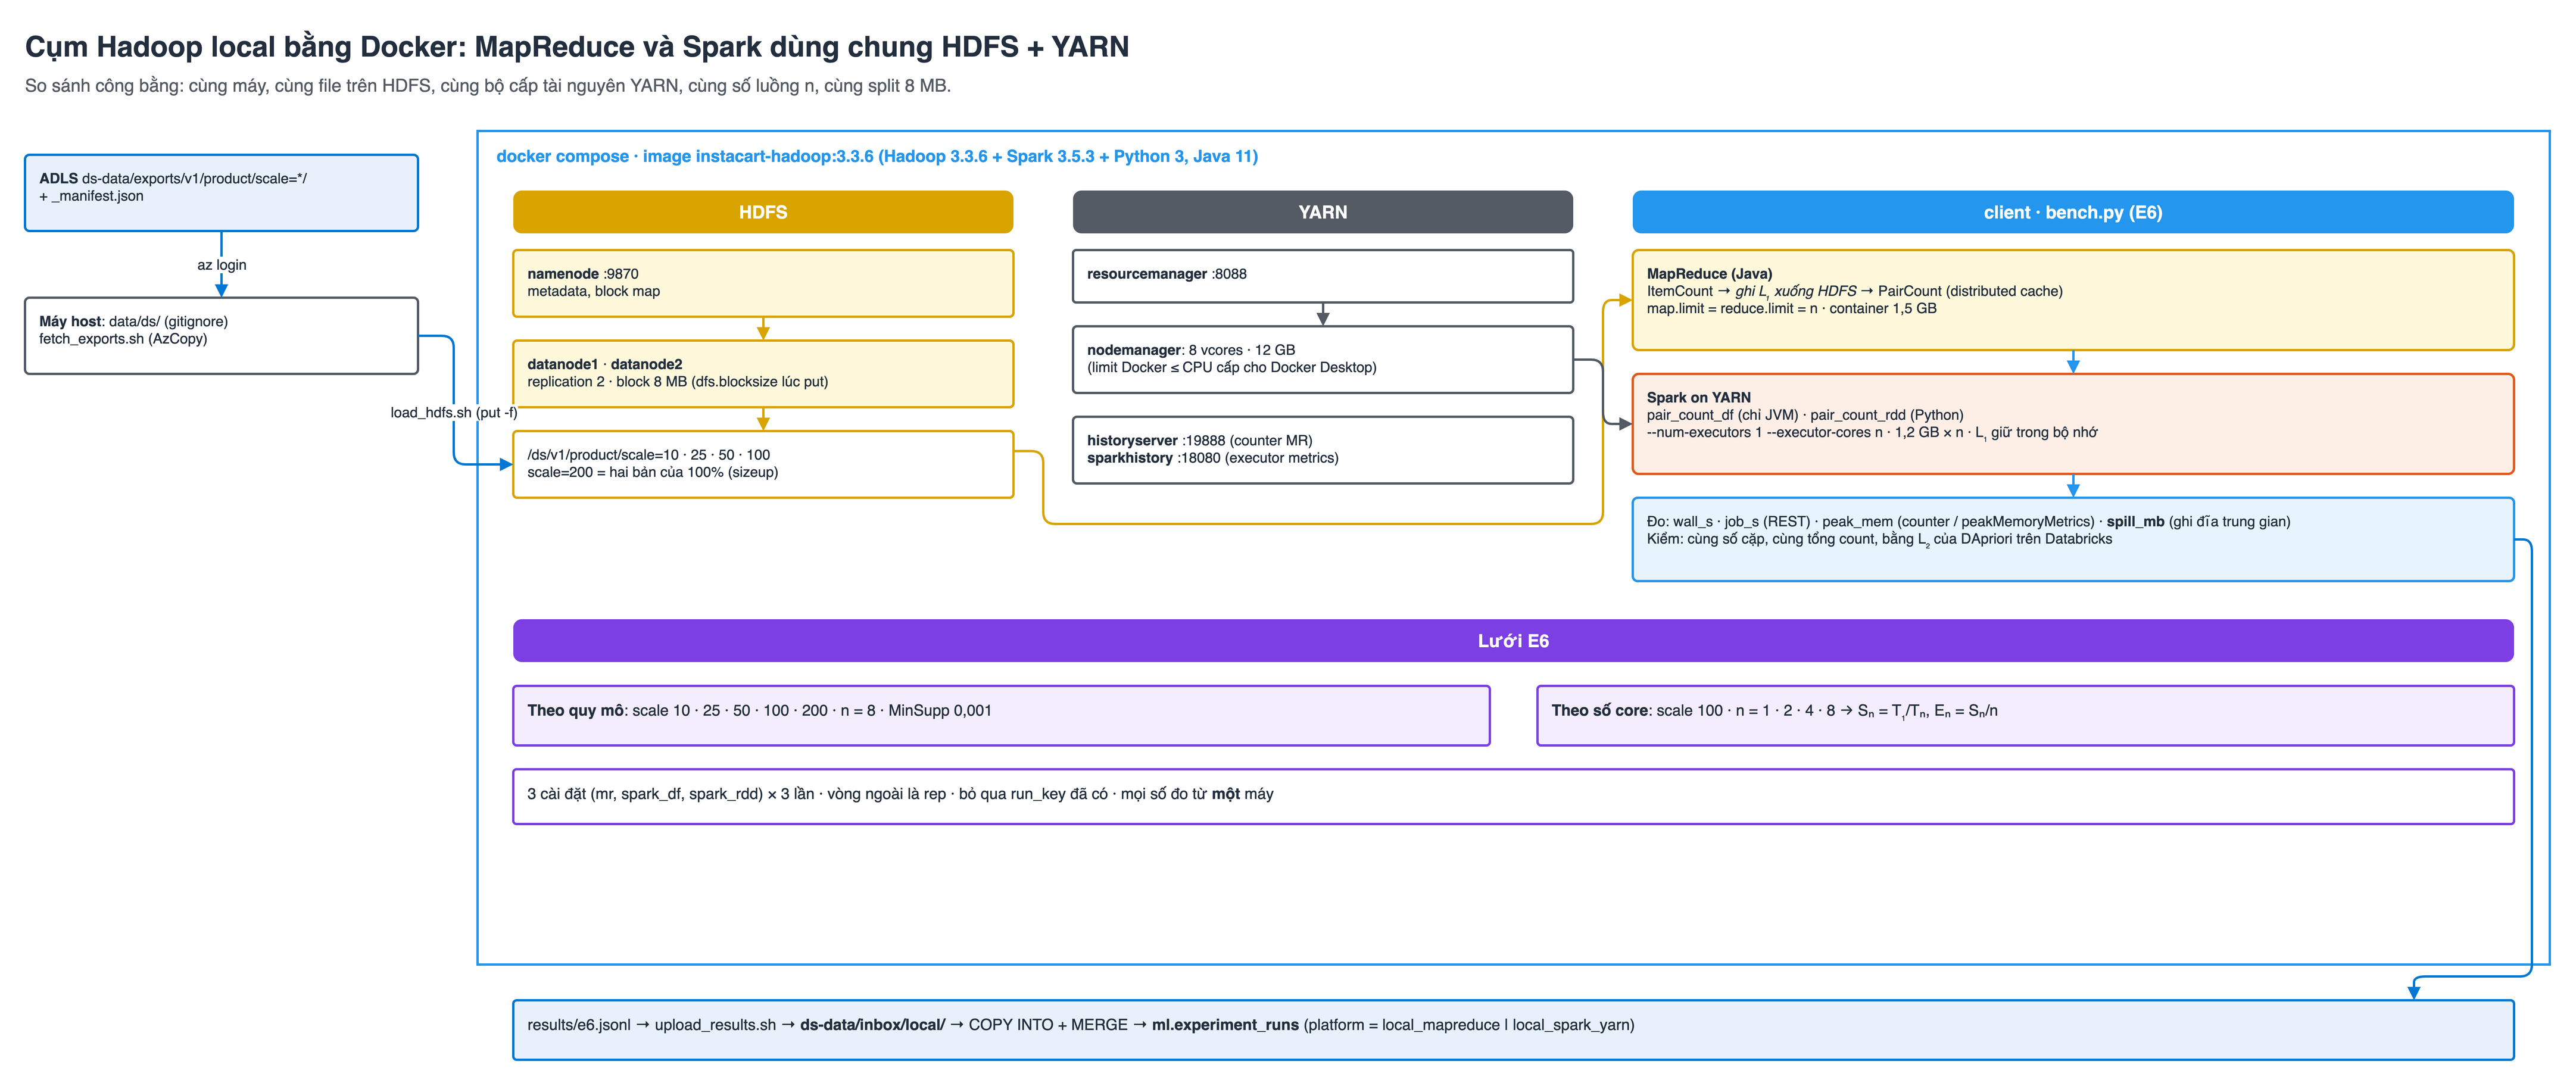 Cụm Hadoop local bằng Docker: MapReduce và Spark dùng chung HDFS + YARN
So sánh công bằng: cùng máy, cùng file trên HDFS, cùng bộ cấp tài nguyên YARN, cùng số luồng n, cùng split 8 MB.
ADLS ds-data/exports/v1/product/scale=*/
+ _manifest.json
az login
Máy host: data/ds/ (gitignore)
fetch_exports.sh (AzCopy)
load_hdfs.sh (put -f)
docker compose · image instacart-hadoop:3.3.6 (Hadoop 3.3.6 + Spark 3.5.3 + Python 3, Java 11)
HDFS
namenode :9870
metadata, block map
datanode1 · datanode2
replication 2 · block 8 MB (dfs.blocksize lúc put)
/ds/v1/product/scale=10 · 25 · 50 · 100
scale=200 = hai bản của 100% (sizeup)
YARN
resourcemanager :8088
nodemanager: 8 vcores · 12 GB
(limit Docker ≤ CPU cấp cho Docker Desktop)
historyserver :19888 (counter MR)
sparkhistory :18080 (executor metrics)
client · bench.py (E6)
MapReduce (Java)
ItemCount → ghi L₁ xuống HDFS → PairCount (distributed cache)
map.limit = reduce.limit = n · container 1,5 GB
Spark on YARN
pair_count_df (chỉ JVM) · pair_count_rdd (Python)
--num-executors 1 --executor-cores n · 1,2 GB × n · L₁ giữ trong bộ nhớ
Đo: wall_s · job_s (REST) · peak_mem (counter / peakMemoryMetrics) · spill_mb (ghi đĩa trung gian)
Kiểm: cùng số cặp, cùng tổng count, bằng L₂ của DApriori trên Databricks
Lưới E6
Theo quy mô: scale 10 · 25 · 50 · 100 · 200 · n = 8 · MinSupp 0,001
Theo số core: scale 100 · n = 1 · 2 · 4 · 8 → Sₙ = T₁/Tₙ, Eₙ = Sₙ/n
3 cài đặt (mr, spark_df, spark_rdd) × 3 lần · vòng ngoài là rep · bỏ qua run_key đã có · mọi số đo từ một máy
results/e6.jsonl → upload_results.sh → ds-data/inbox/local/ → COPY INTO + MERGE → ml.experiment_runs (platform = local_mapreduce | local_spark_yarn)